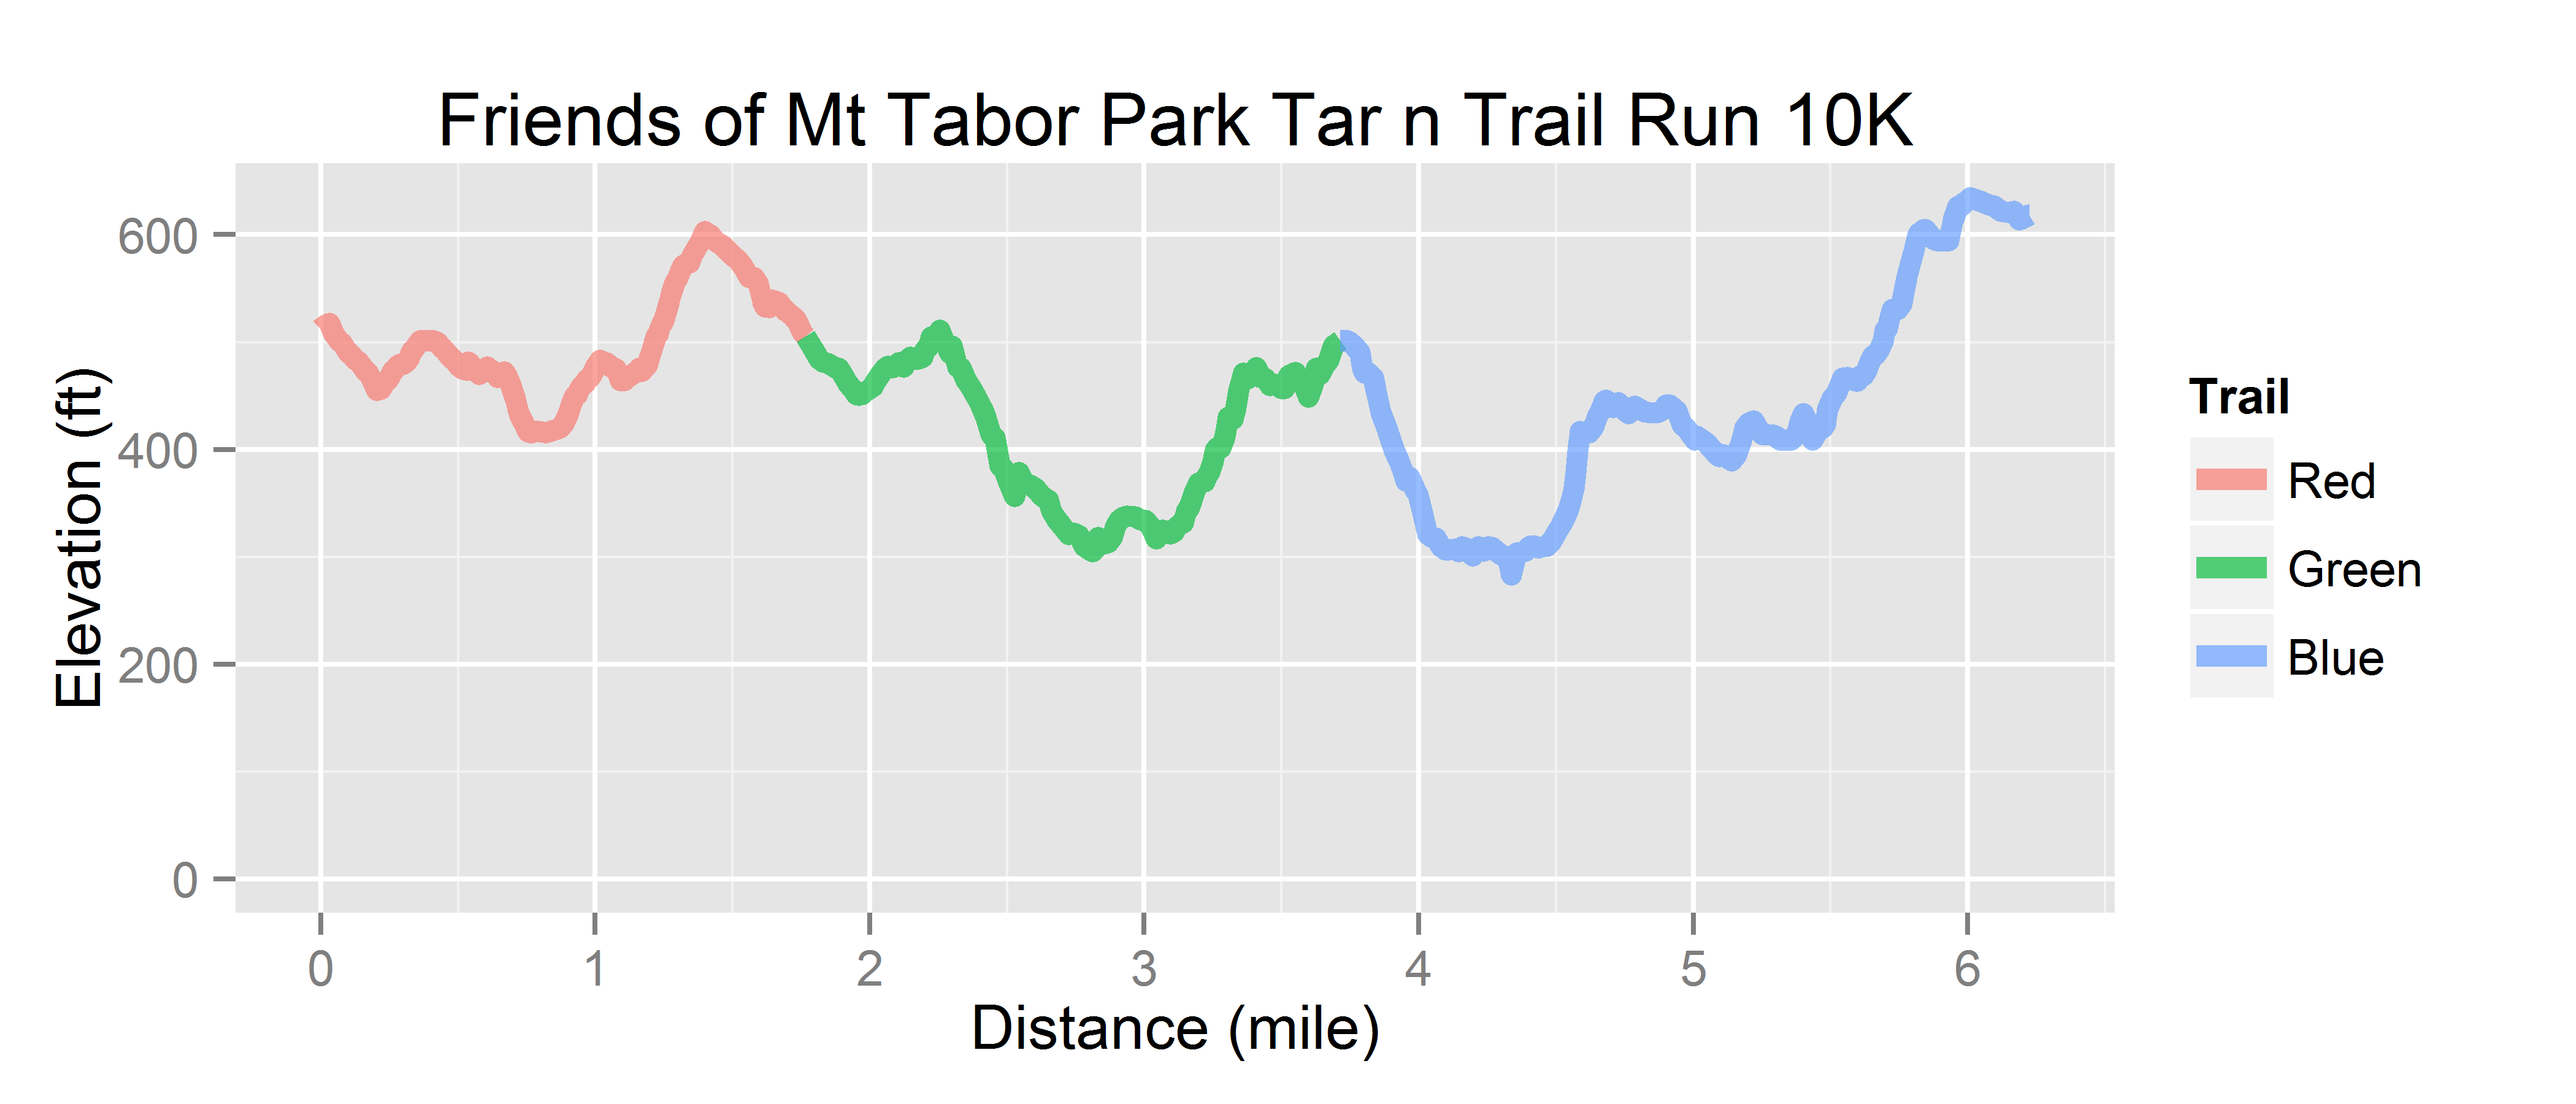 Friends of Mt Tabor Park Tar n Trail Run 10K
Elevation (ft)
600
400
200
0
0 1 2 3 4 5 6
Distance (mile)
Trail
Red
Green
Blue